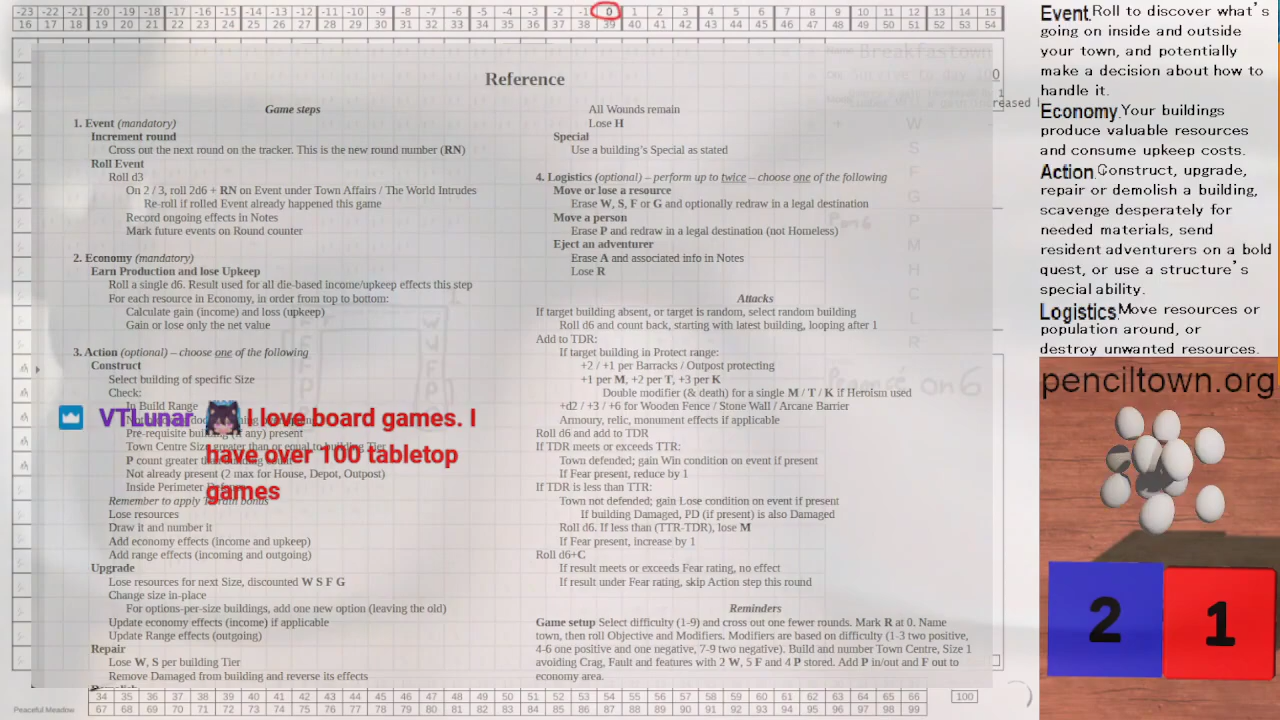 -23 -22 -21 -20 -19 -18 -17 -16 -15 -14 -13 -12 -11 -10 -9 -8 -7 -6 -5 -4 -3 -2 -1 0 1 2 3 4 5 6 7 8 9 10 11 12 13 14 15
16 17 18 19 20 21 22 23 24 25 26 27 28 29 30 31 32 33 34 35 36 37 38 39 40 41 42 43 44 45 46 47 48 49 50 51 52 53 54
Breakfastown
Reference
Game steps
1. Event (mandatory)
Increment round
Cross out the next round on the tracker. This is the new round number (RN)
Roll Event
Roll d3
On 2 / 3, roll 2d6 + RN on Event under Town Affairs / The World Intrudes
Re-roll if rolled Event already happened this game
Record ongoing effects in Notes
Mark future events on Round counter
2. Economy (mandatory)
Earn Production and lose Upkeep
Roll a single d6. Result used for all die-based income/upkeep effects this step
For each resource in Economy, in order from top to bottom:
Calculate gain (income) and loss (upkeep)
Gain or lose only the net value
3. Action (optional) – choose one of the following
Construct
Select building of specific Size
Check:
In Build Range
Pre-requisite building (if any) present
Town Centre Size greater than or equal to building Tier
P count greater than
Not already present (2 max for House, Depot, Outpost)
Inside Perimeter Defence
Remember to apply Terrain bonus
Lose resources
Draw it and number it
Add economy effects (income and upkeep)
Add range effects (incoming and outgoing)
Upgrade
Lose resources for next Size, discounted W S F G
Change size in-place
For options-per-size buildings, add one new option (leaving the old)
Update economy effects (income) if applicable
Update Range effects (outgoing)
Repair
Lose W, S per building Tier
Remove Damaged from building and reverse its effects
VTLunar I love board games. I
have over 100 tabletop
games
All Wounds remain
Lose H
Special
Use a building's Special as stated
4. Logistics (optional) – perform up to twice – choose one of the following
Move or lose a resource
Erase W, S, F or G and optionally redraw in a legal destination
Move a person
Erase P and redraw in a legal destination (not Homeless)
Eject an adventurer
Erase A and associated info in Notes
Lose R
Attacks
If target building absent, or target is random, select random building
Roll d6 and count back, starting with latest building, looping after 1
Add to TDR:
If target building in Protect range:
+2 / +1 per Barracks / Outpost protecting
+1 per M, +2 per T, +3 per K
Double modifier (& death) for a single M / T / K if Heroism used
+d2 / +3 / +6 for Wooden Fence / Stone Wall / Arcane Barrier
Armoury, relic, monument effects if applicable
Roll d6 and add to TDR
If TDR meets or exceeds TTR:
Town defended; gain Win condition on event if present
If Fear present, reduce by 1
If TDR is less than TTR:
Town not defended; gain Lose condition on event if present
If building Damaged, PD (if present) is also Damaged
Roll d6. If less than (TTR-TDR), lose M
If Fear present, increase by 1
Roll d6+C
If result meets or exceeds Fear rating, no effect
If result under Fear rating, skip Action step this round
Reminders
Game setup Select difficulty (1-9) and cross out one fewer rounds. Mark R at 0. Name
town, then roll Objective and Modifiers. Modifiers are based on difficulty (1-3 two positive,
4-6 one positive and one negative, 7-9 two negative). Build and number Town Centre, Size 1
avoiding Crag, Fault and features with 2 W, 5 F and 4 P stored. Add P in/out and F out to
economy area.
W
S
F
G
P
M
H
C
L
R
Promote on 6
Peaceful Meadow
34 35 36 37 38 39 40 41 42 43 44 45 46 47 48 49 50 51 52 53 54 55 56 57 58 59 60 61 62 63 64 65 66 100
67 68 69 70 71 72 73 74 75 76 77 78 79 80 81 82 83 84 85 86 87 88 89 90 91 92 93 94 95 96 97 98 99
Event. Roll to discover what's
going on inside and outside
your town, and potentially
make a decision about how to
handle it.
Economy. Your buildings
produce valuable resources
and consume upkeep costs.
Action. Construct, upgrade,
repair or demolish a building,
scavenge desperately for
needed materials, send
resident adventurers on a bold
quest, or use a structure's
special ability.
Logistics. Move resources or
population around, or
destroy unwanted resources.
penciltown.org
2 1